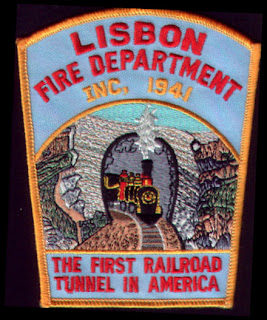 LISBON
FIRE DEPARTMENT
INC. 1941
THE FIRST RAILROAD
TUNNEL IN AMERICA